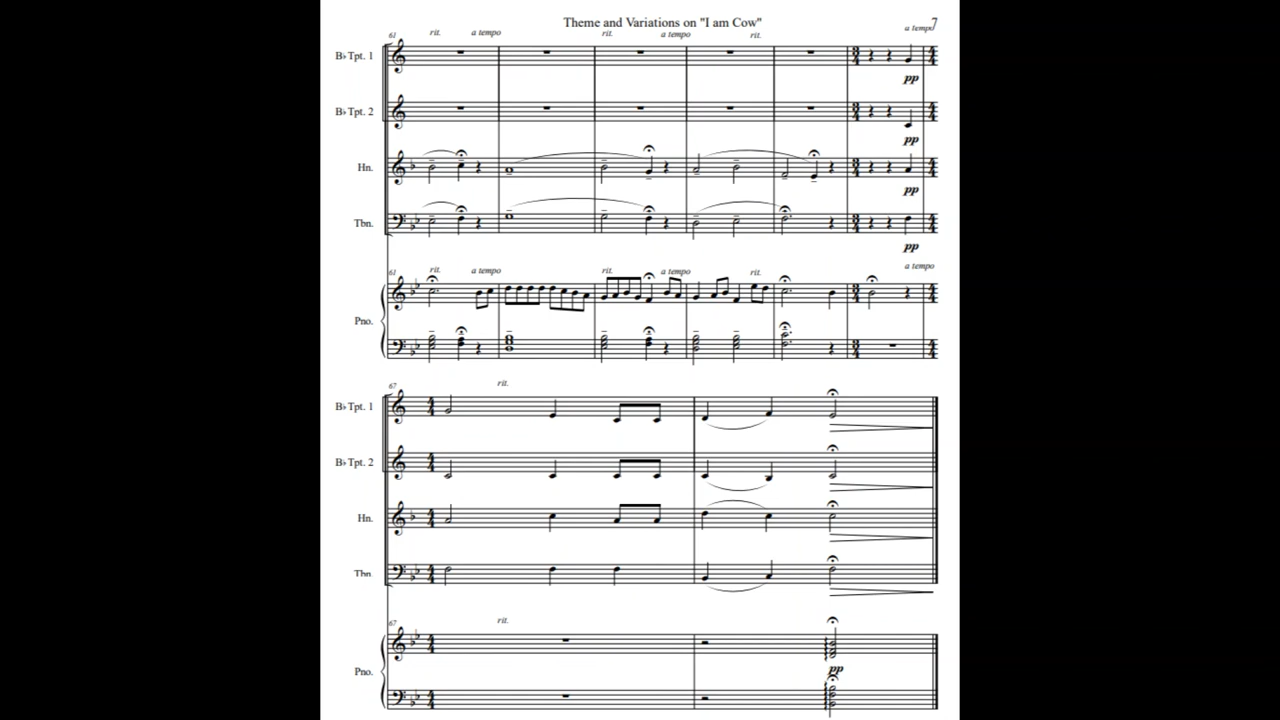 Theme and Variations on "I am Cow"
7
61 rit. a tempo rit. a tempo rit. a tempo
B♭ Tpt. 1
pp
B♭ Tpt. 2
pp
Hn.
pp
Tbn.
pp
61 rit. a tempo rit. a tempo rit. a tempo
Pno.
67 rit.
B♭ Tpt. 1
B♭ Tpt. 2
Hn.
Tbn
67 rit.
Pno.
pp